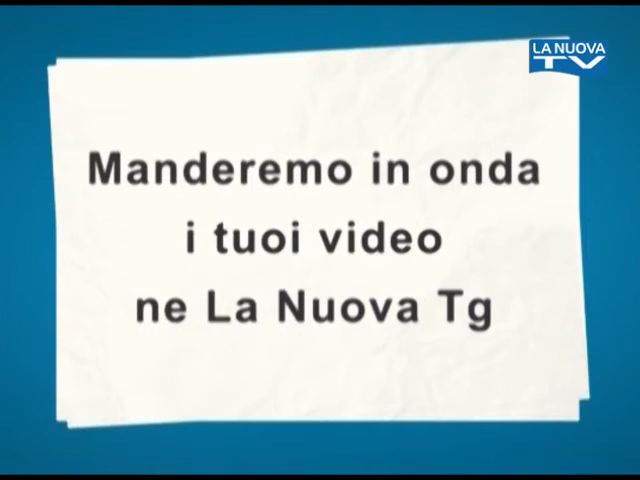 LA NUOVA
TV
Manderemo in onda
i tuoi video
ne La Nuova Tg